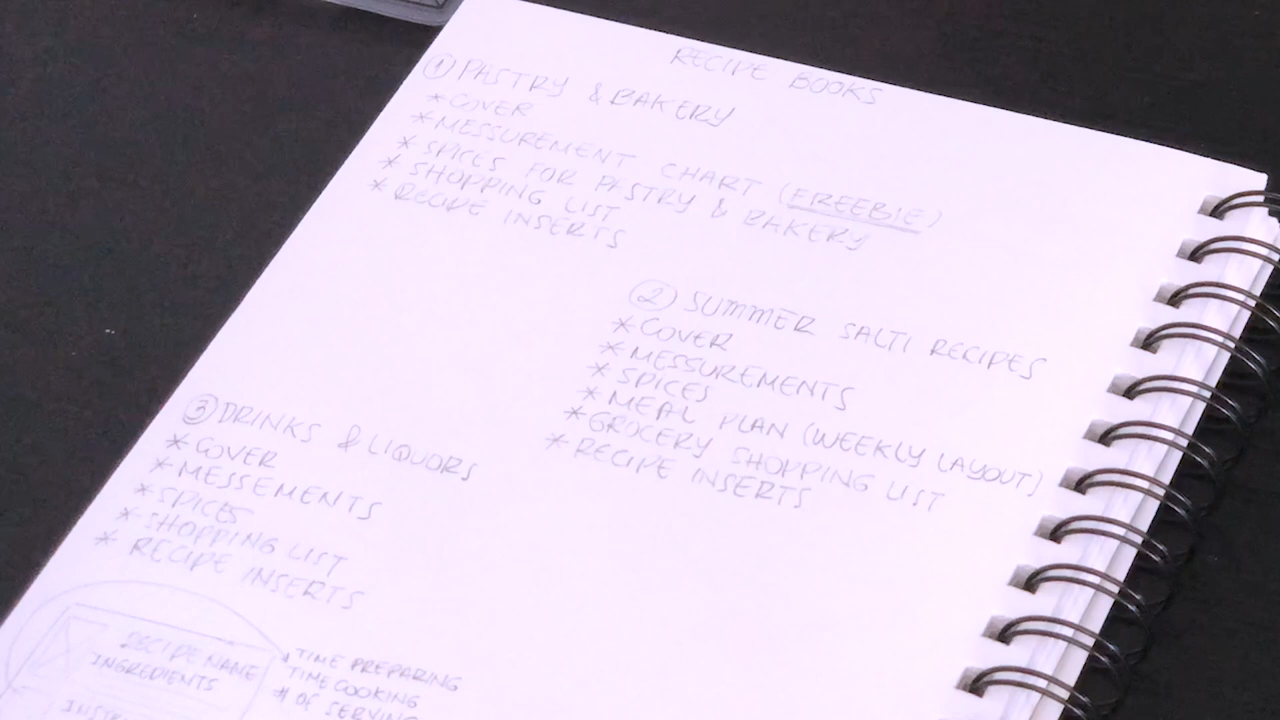 RECIPE BOOKS
① PASTRY & BAKERY
* COVER
* MESSUREMENT CHART (FREEBIE)
* SPICES FOR PASTRY & BAKERY
* SHOPPING LIST
* RECIPE INSERTS
② SUMMER SALTI RECIPES
* COVER
* MESSUREMENTS
* SPICES
* MEAL PLAN (WEEKLY LAYOUT)
* GROCERY SHOPPING LIST
* RECIPE INSERTS
③ DRINKS & LIQUORS
* COVER
* MESSEMENTS
* SPICES
* SHOPPING LIST
* RECIPE INSERTS
RECIPE NAME
INGREDIENTS
TIME PREPARING
TIME COOKING
# OF SERVING